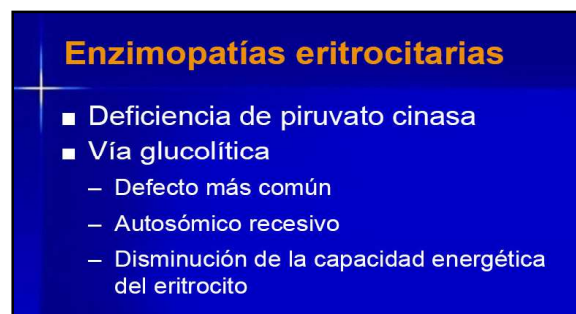 Enzimopatías eritrocitarias
■ Deficiencia de piruvato cinasa
■ Vía glucolítica
– Defecto más común
– Autosómico recesivo
– Disminución de la capacidad energética
del eritrocito